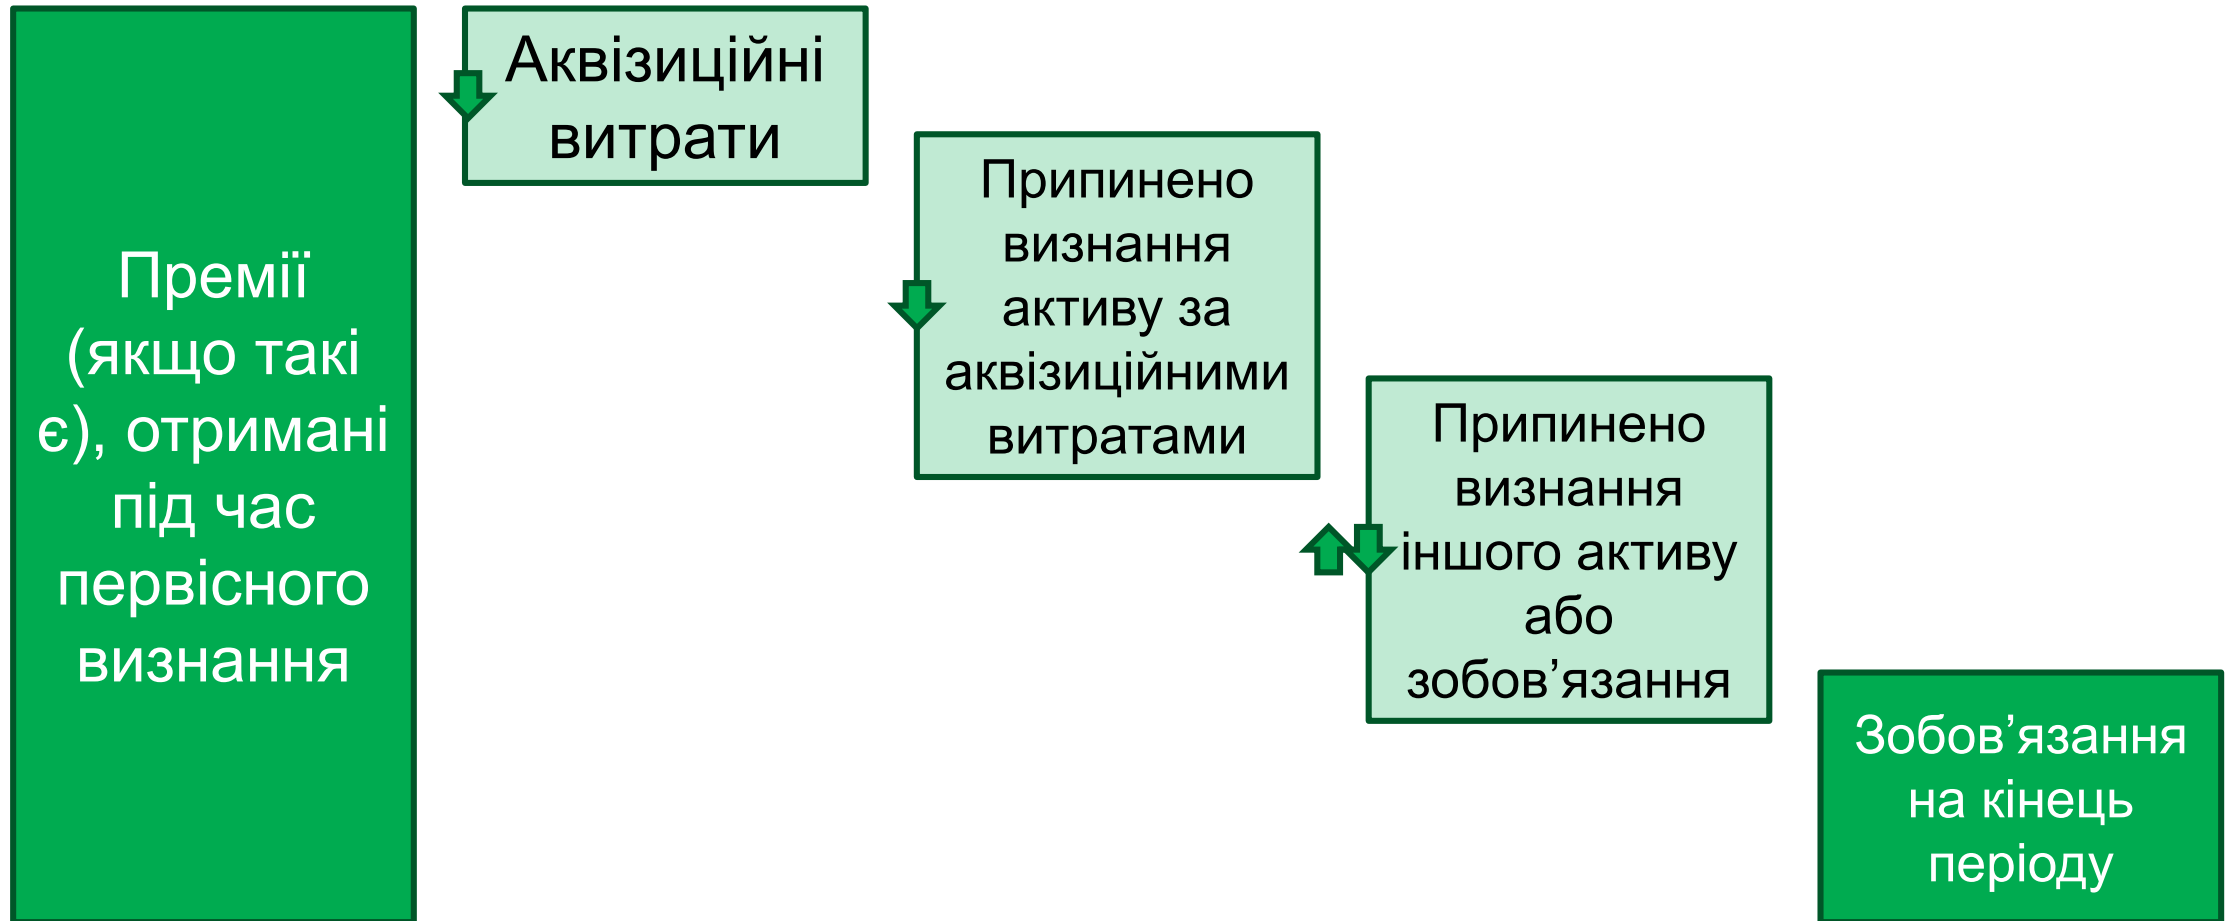 Премії
(якщо такі
є), отримані
під час
первісного
визнання
Аквізиційні
витрати
Припинено
визнання
активу за
аквізиційними
витратами
Припинено
визнання
іншого активу
або
зобов’язання
Зобов’язання
на кінець
періоду